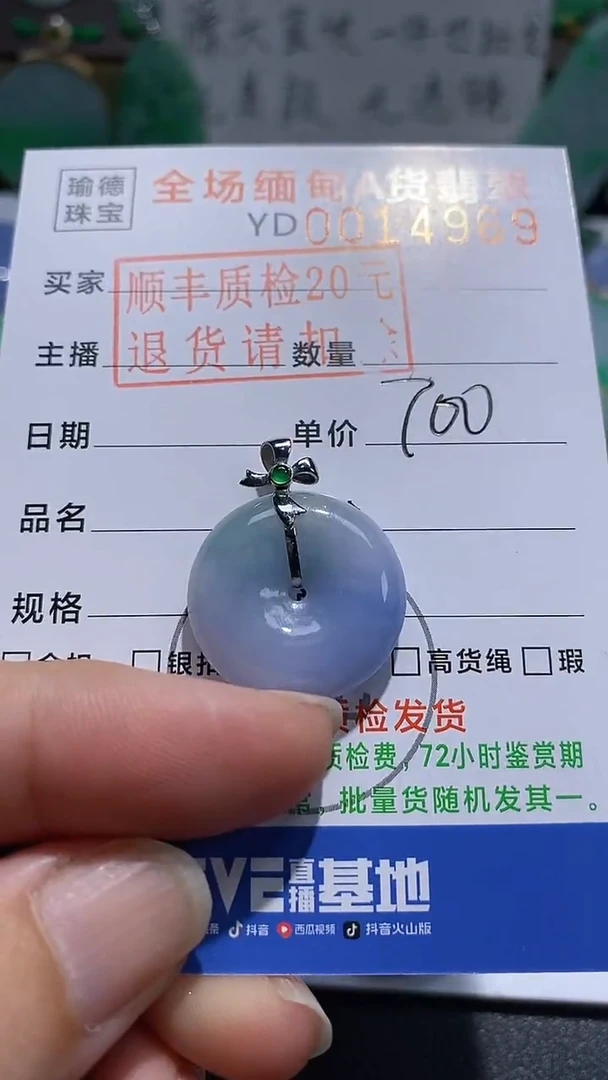 瑜德
珠宝
全场缅甸A货翡翠
YD0014969
买家
顺丰质检20元
退货请扣
主播
数量
日期
单价 700
品名
规格
银扣
高货绳
瑕
质检发货
质检费，72小时鉴赏期
批量货随机发其一。
直播
基地
抖音
西瓜视频
抖音火山版